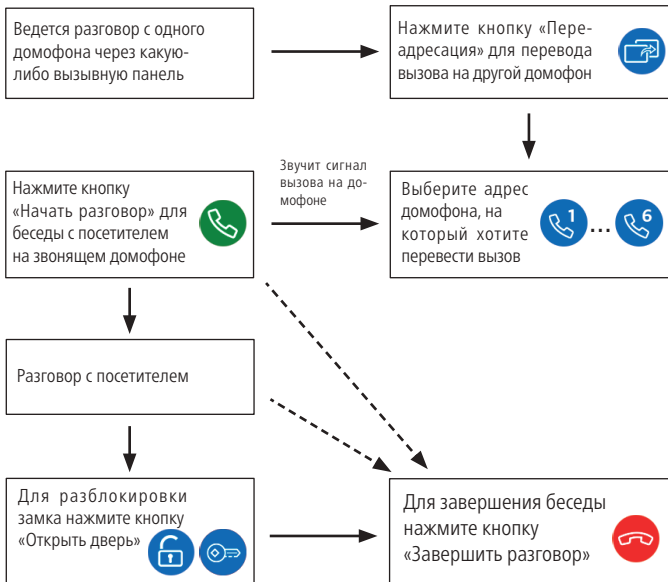 Ведется разговор с одного
домофона через какую-
либо вызывную панель
Нажмите кнопку «Пере-
адресация» для перевода
вызова на другой домофон
Нажмите кнопку
«Начать разговор» для
беседы с посетителем
на звонящем домофоне
Звучит сигнал
вызова на до-
мофоне
Выберите адрес
домофона, на
который хотите
перевести вызов
1 ... 6
Разговор с посетителем
Для разблокировки
замка нажмите кнопку
«Открыть дверь»
Для завершения беседы
нажмите кнопку
«Завершить разговор»